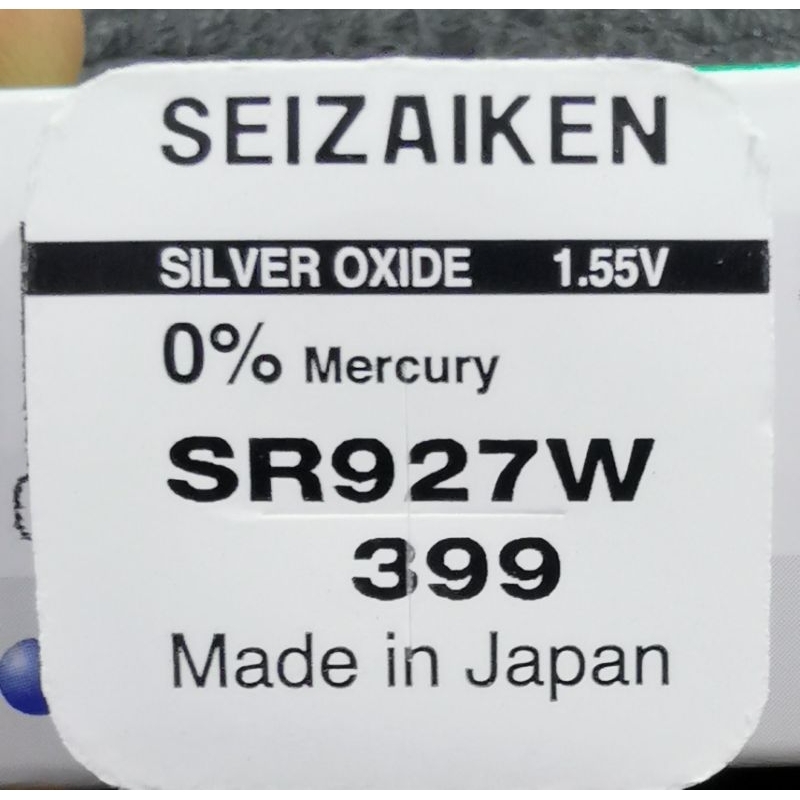 SEIZAIKEN
SILVER OXIDE 1.55V
0% Mercury
SR927W
399
Made in Japan